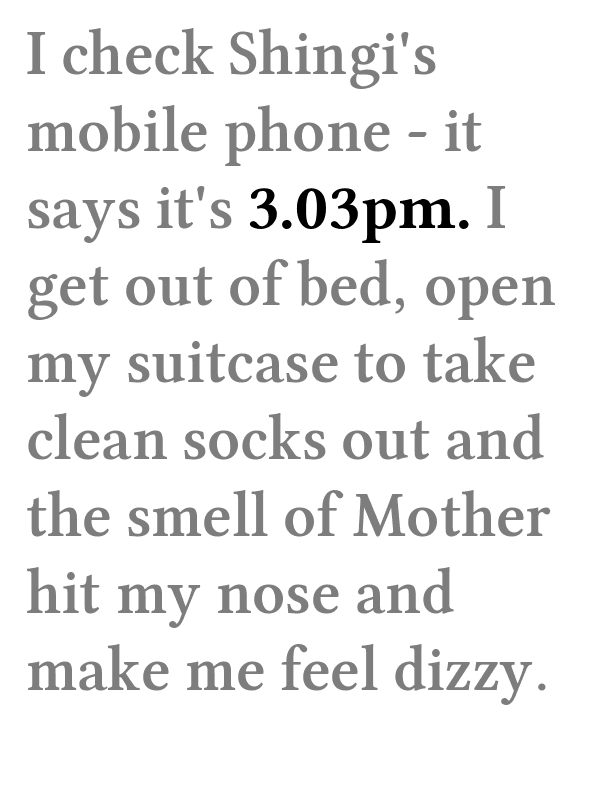 I check Shingi's
mobile phone - it
says it's 3.03pm. I
get out of bed, open
my suitcase to take
clean socks out and
the smell of Mother
hit my nose and
make me feel dizzy.